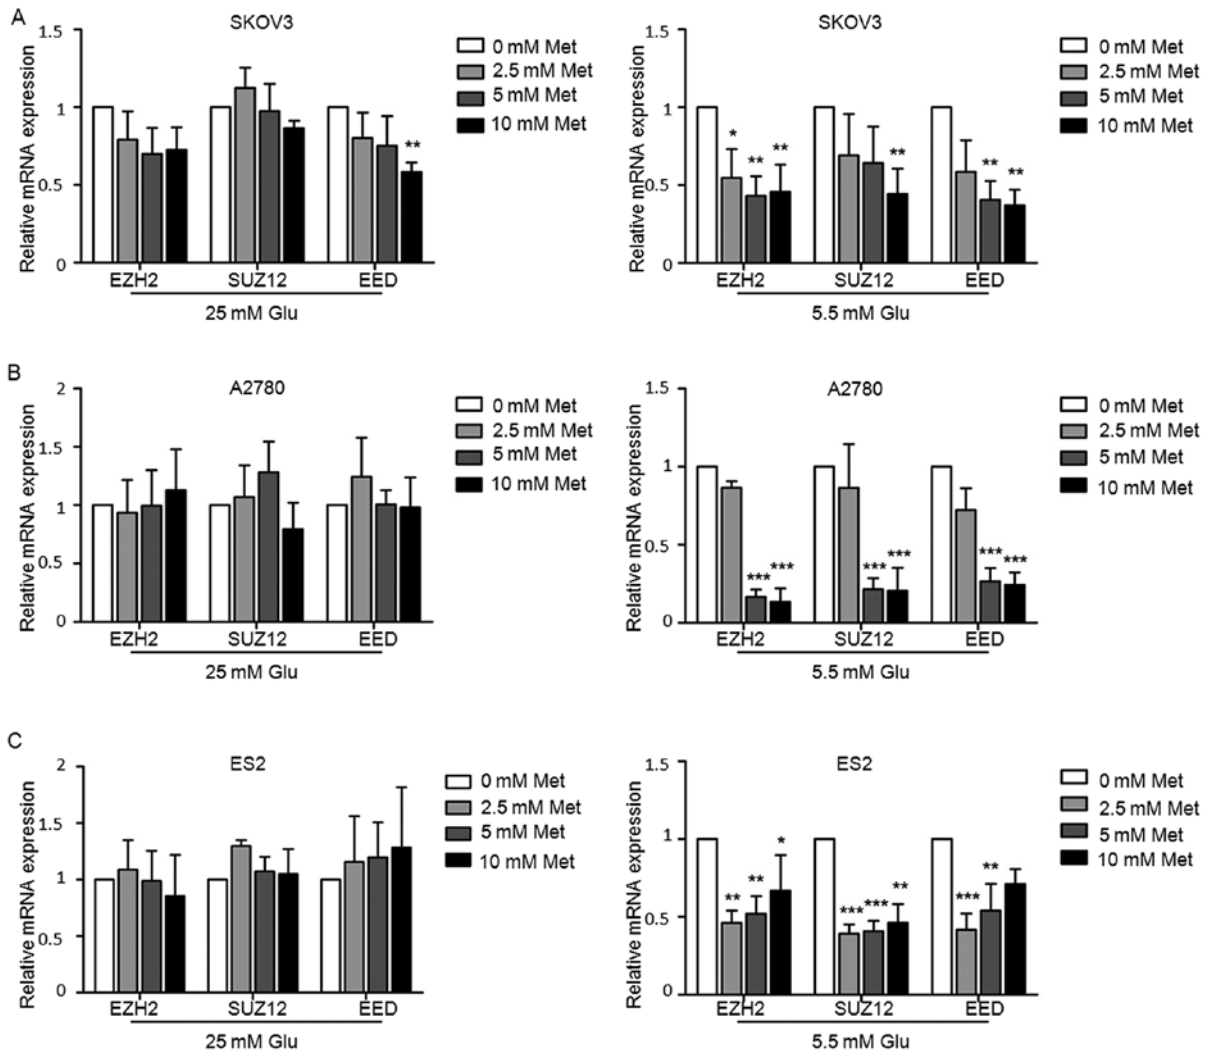 A
SKOV3
1.5
1
0.5
0
Relative mRNA expression
0 mM Met
2.5 mM Met
5 mM Met
10 mM Met
**
EZH2 SUZ12 EED
25 mM Glu
SKOV3
1.5
1
0.5
0
Relative mRNA expression
0 mM Met
2.5 mM Met
5 mM Met
10 mM Met
* ** ** ** ** **
EZH2 SUZ12 EED
5.5 mM Glu
B
A2780
2
1.5
1
0.5
0
Relative mRNA expression
0 mM Met
2.5 mM Met
5 mM Met
10 mM Met
EZH2 SUZ12 EED
25 mM Glu
A2780
1.5
1
0.5
0
Relative mRNA expression
0 mM Met
2.5 mM Met
5 mM Met
10 mM Met
*** *** *** *** *** ***
EZH2 SUZ12 EED
5.5 mM Glu
C
ES2
2
1.5
1
0.5
0
Relative mRNA expression
0 mM Met
2.5 mM Met
5 mM Met
10 mM Met
EZH2 SUZ12 EED
25 mM Glu
ES2
1.5
1
0.5
0
Relative mRNA expression
0 mM Met
2.5 mM Met
5 mM Met
10 mM Met
** ** * *** *** ** *** **
EZH2 SUZ12 EED
5.5 mM Glu